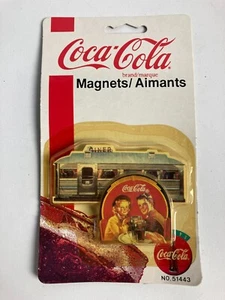 Coca-Cola
brand/marque
Magnets/Aimants
DINER
Coca-Cola
Coca-Cola
NO. 51443